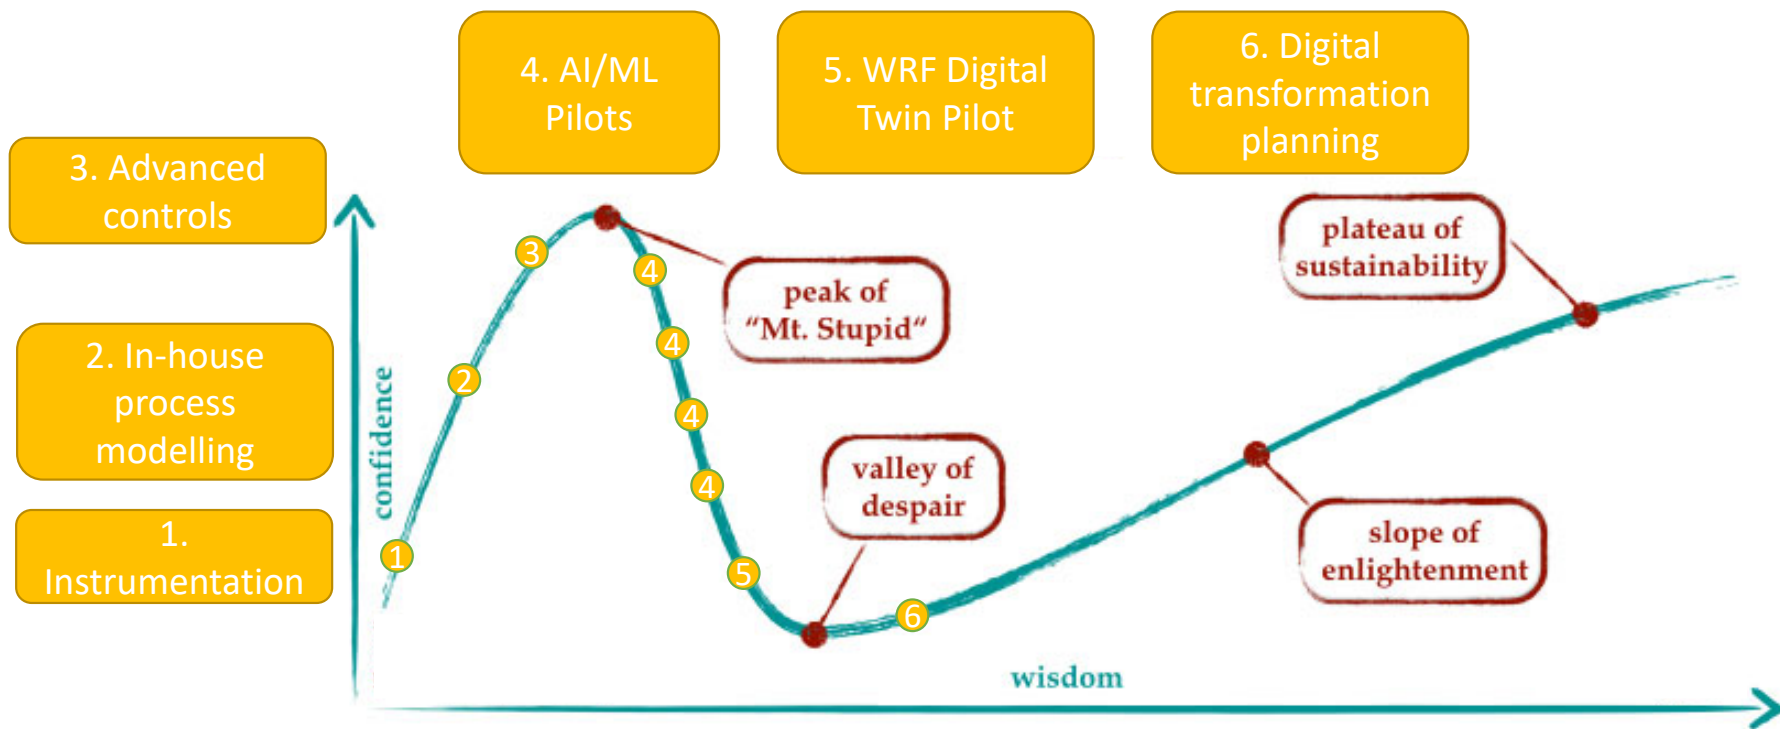 4. AI/ML
Pilots
5. WRF Digital
Twin Pilot
6. Digital
transformation
planning
3. Advanced
controls
2. In-house
process
modelling
1.
Instrumentation
confidence
1
2
3
4
4
4
4
5
6
peak of
“Mt. Stupid“
valley of
despair
plateau of
sustainability
slope of
enlightenment
wisdom